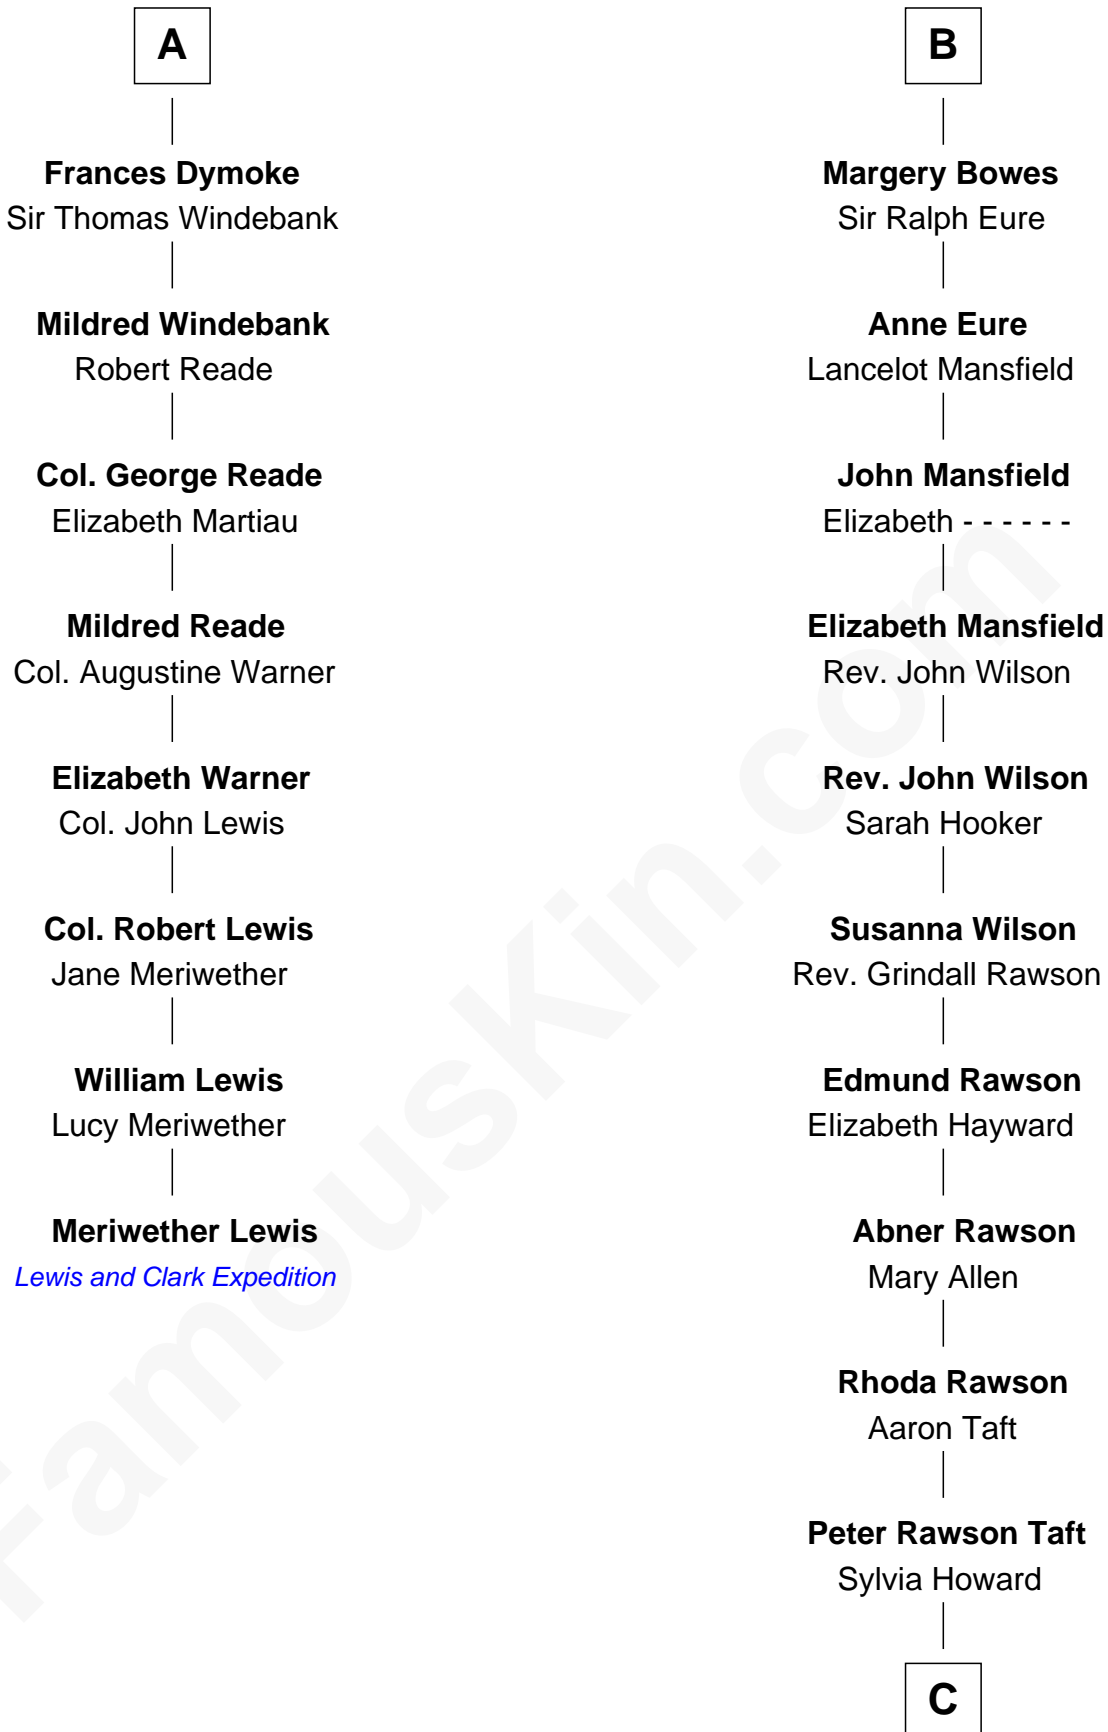 A
Frances Dymoke
Sir Thomas Windebank
Mildred Windebank
Robert Reade
Col. George Reade
Elizabeth Martiau
Mildred Reade
Col. Augustine Warner
Elizabeth Warner
Col. John Lewis
Col. Robert Lewis
Jane Meriwether
William Lewis
Lucy Meriwether
Meriwether Lewis
Lewis and Clark Expedition
B
Margery Bowes
Sir Ralph Eure
Anne Eure
Lancelot Mansfield
John Mansfield
Elizabeth - - - - - -
Elizabeth Mansfield
Rev. John Wilson
Rev. John Wilson
Sarah Hooker
Susanna Wilson
Rev. Grindall Rawson
Edmund Rawson
Elizabeth Hayward
Abner Rawson
Mary Allen
Rhoda Rawson
Aaron Taft
Peter Rawson Taft
Sylvia Howard
C
FamousKin.com